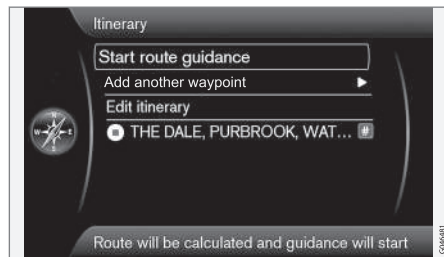 Itinerary
Start route guidance
Add another waypoint
Edit itinerary
THE DALE, PURBROOK, WAT... #
Route will be calculated and guidance will start
N
W
E
S
G046481